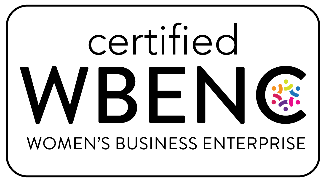 certified
WBENC
WOMEN'S BUSINESS ENTERPRISE